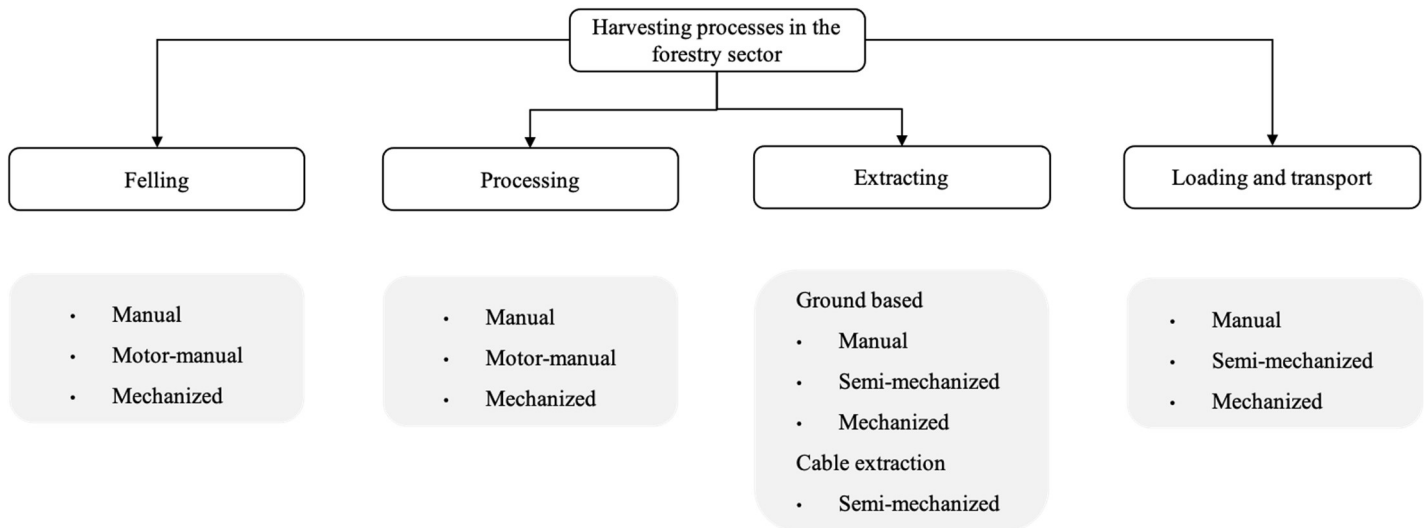 Harvesting processes in the
forestry sector
Felling
Processing
Extracting
Loading and transport
• Manual
• Motor-manual
• Mechanized
• Manual
• Motor-manual
• Mechanized
Ground based
• Manual
• Semi-mechanized
• Mechanized
Cable extraction
• Semi-mechanized
• Manual
• Semi-mechanized
• Mechanized